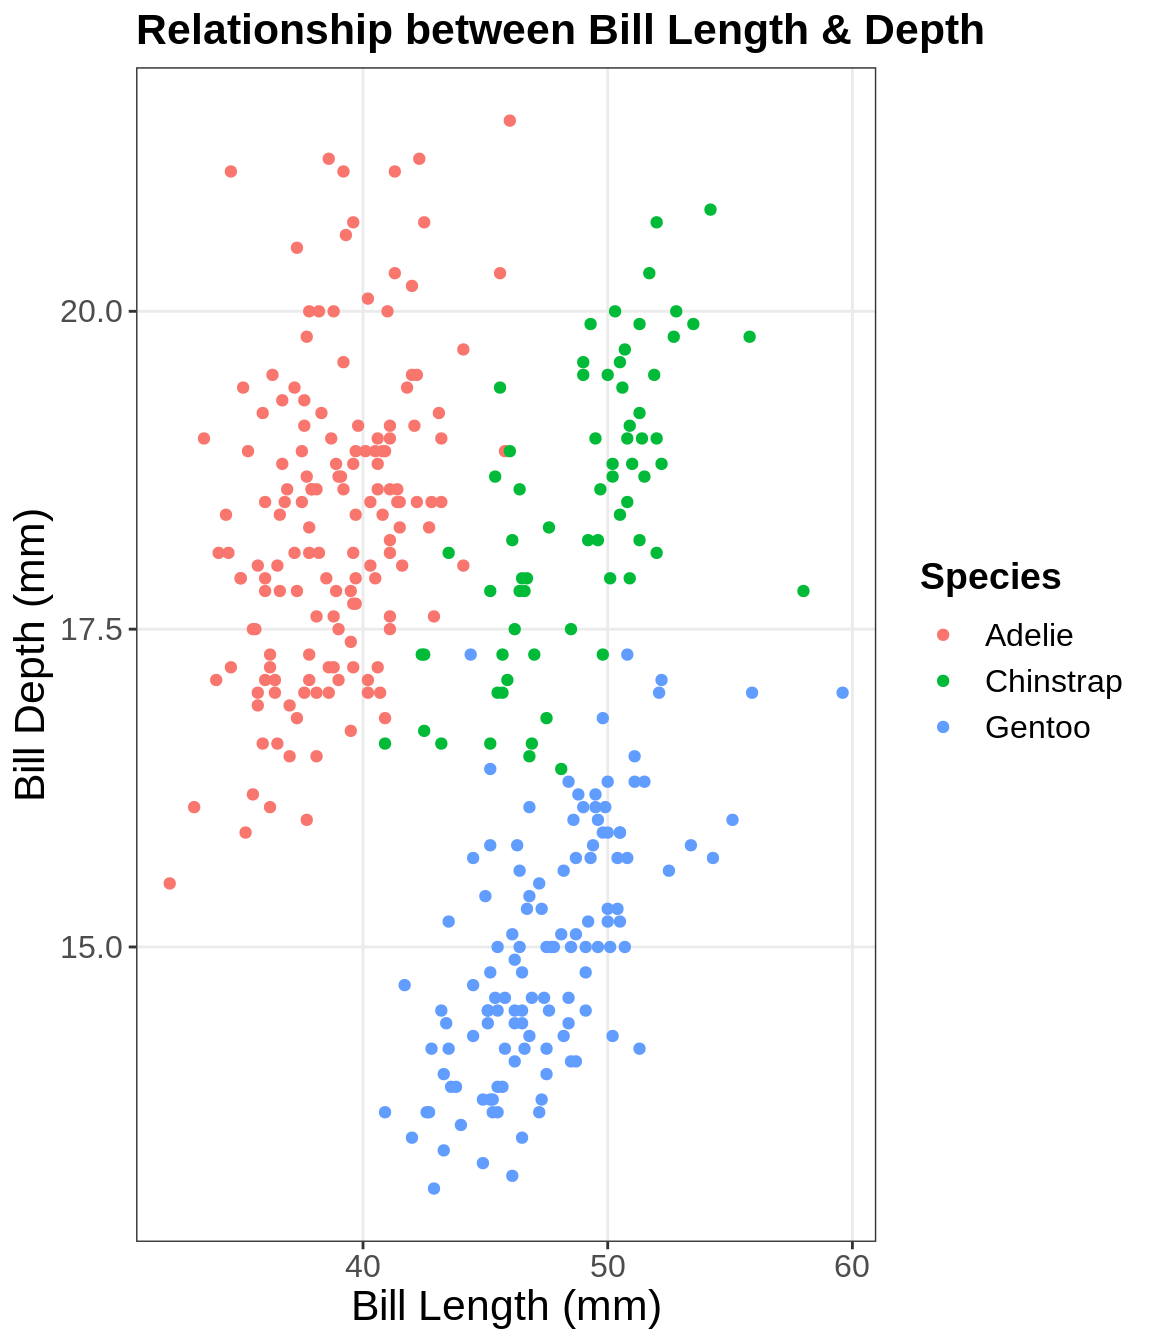 Relationship between Bill Length & Depth
20.0
17.5
15.0
Bill Depth (mm)
40
50
60
Bill Length (mm)
Species
Adelie
Chinstrap
Gentoo